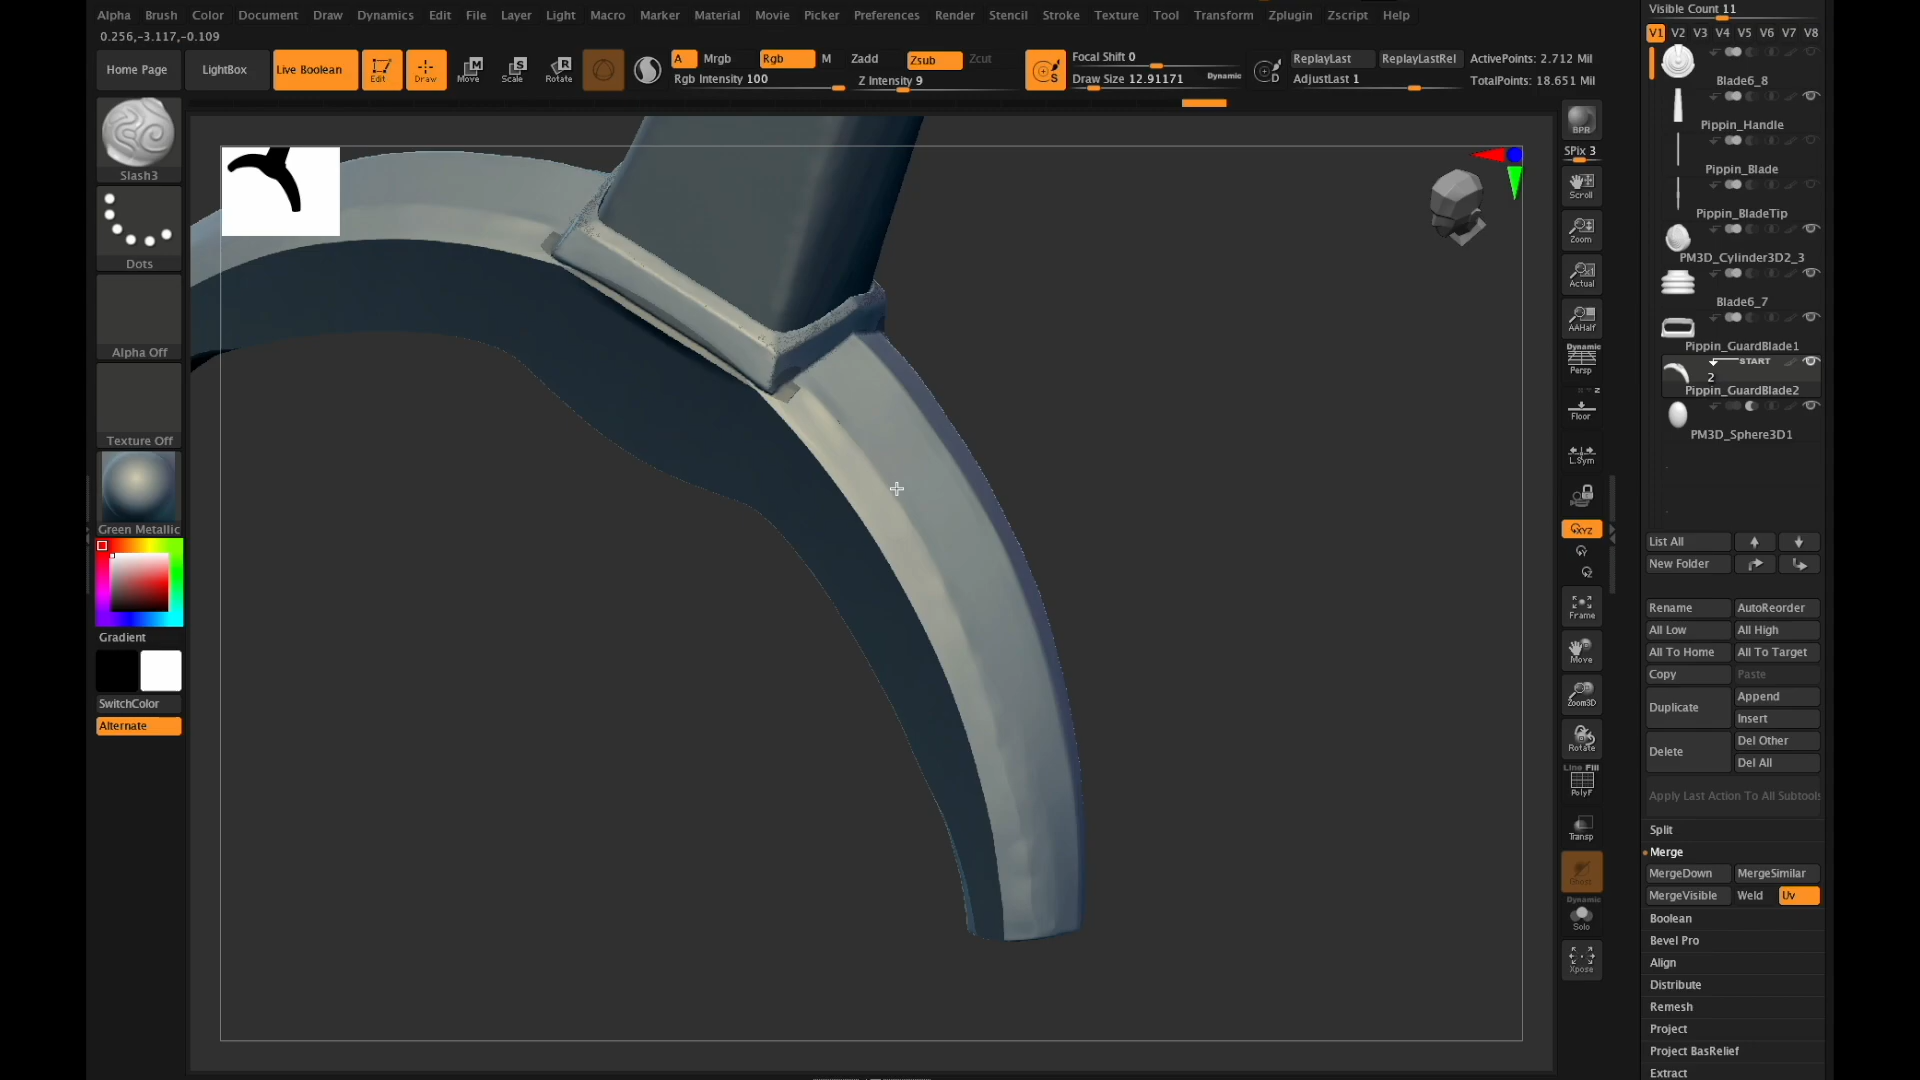 Alpha Brush Color Document Draw Dynamics Edit File Layer Light Macro Marker Material Movie Picker Preferences Render Stencil Stroke Texture Tool Transform Zplugin Zscript Help
0.256,-3.117,-0.109
Home Page LightBox Live Boolean Edit Draw Move Scale Rotate
A Mrgb Rgb M Zadd Zsub Zcut
Rgb Intensity 100 Z Intensity 9
Focal Shift 0
Draw Size 12.91171 Dynamic
S D
ReplayLast ReplayLastRel ActivePoints: 2.712 Mil
AdjustLast 1 TotalPoints: 18.651 Mil
Slash3
Dots
Alpha Off
Texture Off
Green Metallic
Gradient
SwitchColor
Alternate
BPR
SPix 3
Scroll
Zoom
Actual
AAHalf
Dynamic
Persp
Floor
L.Sym
XYZ
Y
Z
Frame
Move
Zoom3D
Rotate
Line Fill
PolyF
Transp
Ghost
Dynamic
Solo
Xpose
Visible Count 11
V1 V2 V3 V4 V5 V6 V7 V8
Blade6_8
Pippin_Handle
Pippin_Blade
Pippin_BladeTip
PM3D_Cylinder3D2_3
Blade6_7
Pippin_GuardBlade1
START
2
Pippin_GuardBlade2
PM3D_Sphere3D1
List All
New Folder
Rename AutoReorder
All Low All High
All To Home All To Target
Copy Paste
Duplicate Append
Insert
Delete Del Other
Del All
Apply Last Action To All Subtools
Split
Merge
MergeDown MergeSimilar
MergeVisible Weld Uv
Boolean
Bevel Pro
Align
Distribute
Remesh
Project
Project BasRelief
Extract